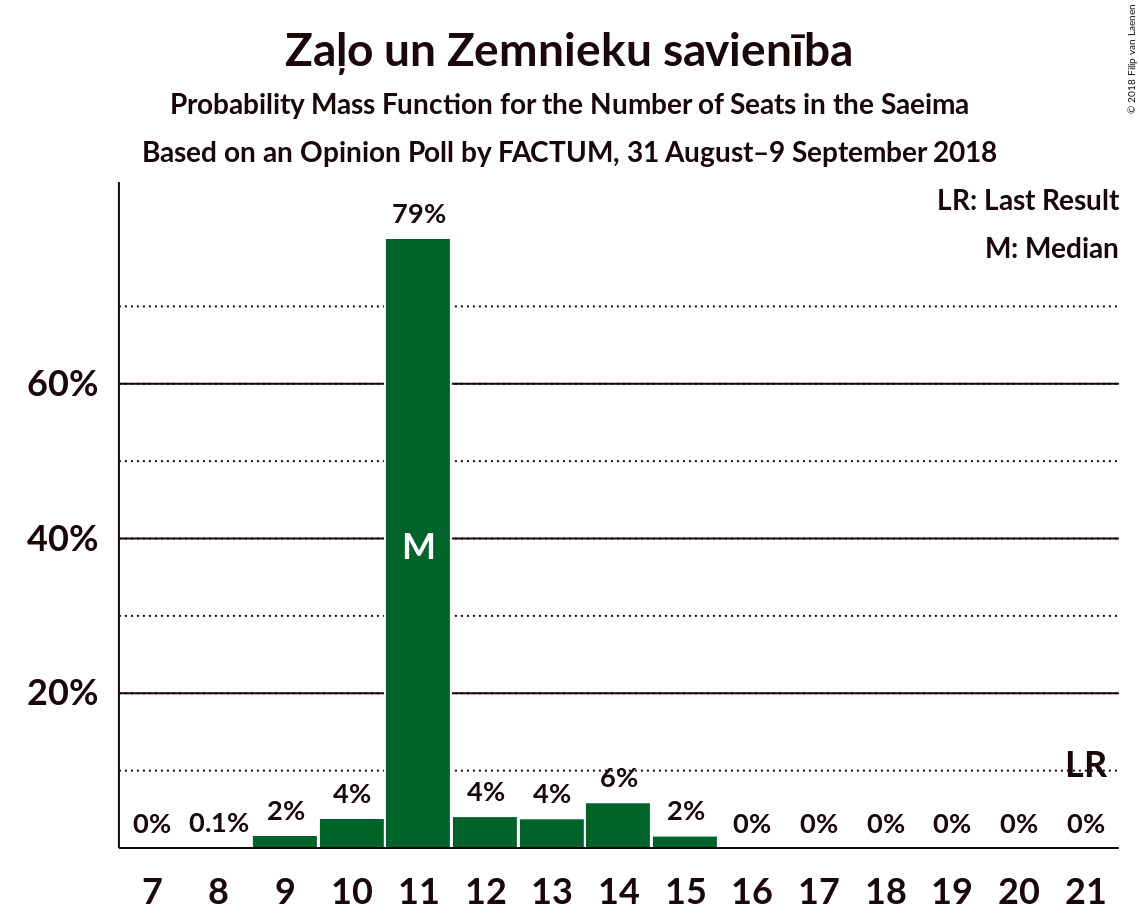 Zaļo un Zemnieku savienība
Probability Mass Function for the Number of Seats in the Saeima
Based on an Opinion Poll by FACTUM, 31 August–9 September 2018
© 2018 Filip van Laenen
LR: Last Result
M: Median
60%
40%
20%
0%
0.1%
2%
4%
79%
M
4%
4%
6%
2%
0%
0%
0%
0%
0%
LR
0%
7 8 9 10 11 12 13 14 15 16 17 18 19 20 21